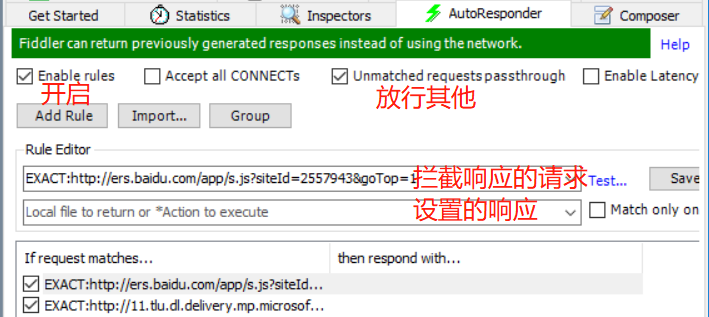 Get Started Statistics Inspectors AutoResponder Composer
Fiddler can return previously generated responses instead of using the network. Help
Enable rules Accept all CONNECTs Unmatched requests passthrough Enable Latency
开启 放行其他
Add Rule Import... Group
Rule Editor
EXACT:http://ers.baidu.com/app/s.js?siteId=2557943&goTop=1 拦截响应的请求 Test... Save
Local file to return or *Action to execute 设置的响应 Match only on
If request matches... then respond with...
EXACT:http://ers.baidu.com/app/s.js?siteId...
EXACT:http://11.tlu.dl.delivery.mp.microsof...